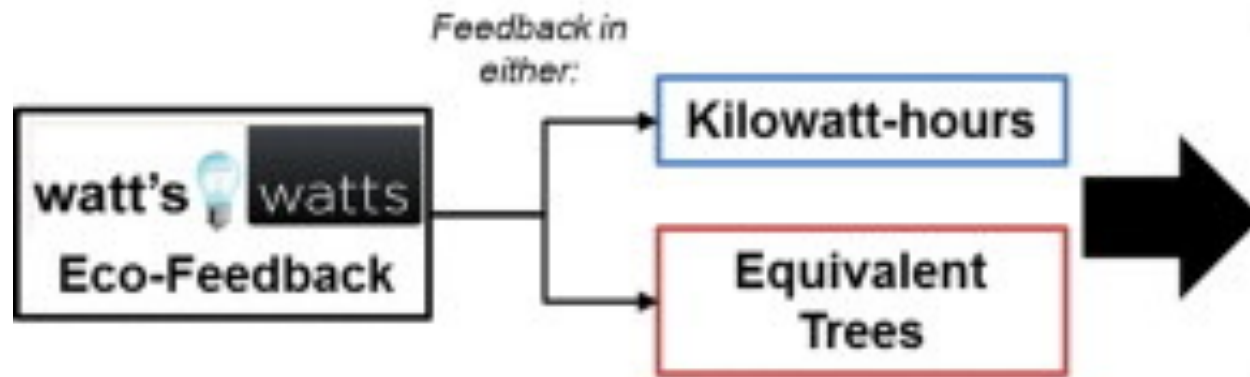 Feedback in
either:
Kilowatt-hours
watt's watts
Eco-Feedback
Equivalent
Trees